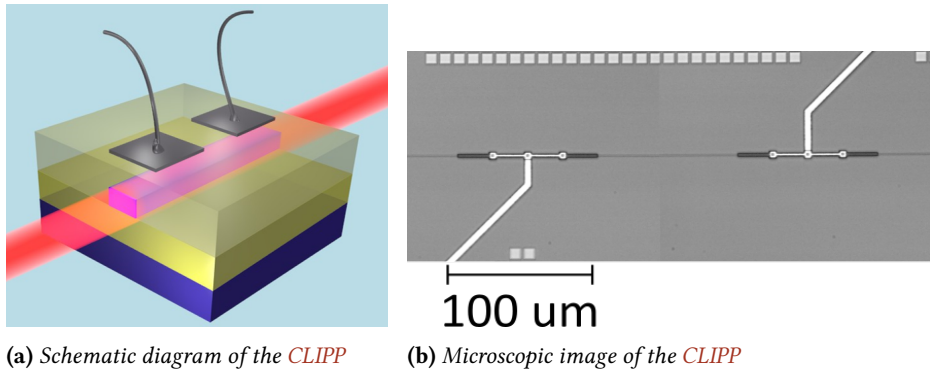 100 um
(a) Schematic diagram of the CLIPP
(b) Microscopic image of the CLIPP